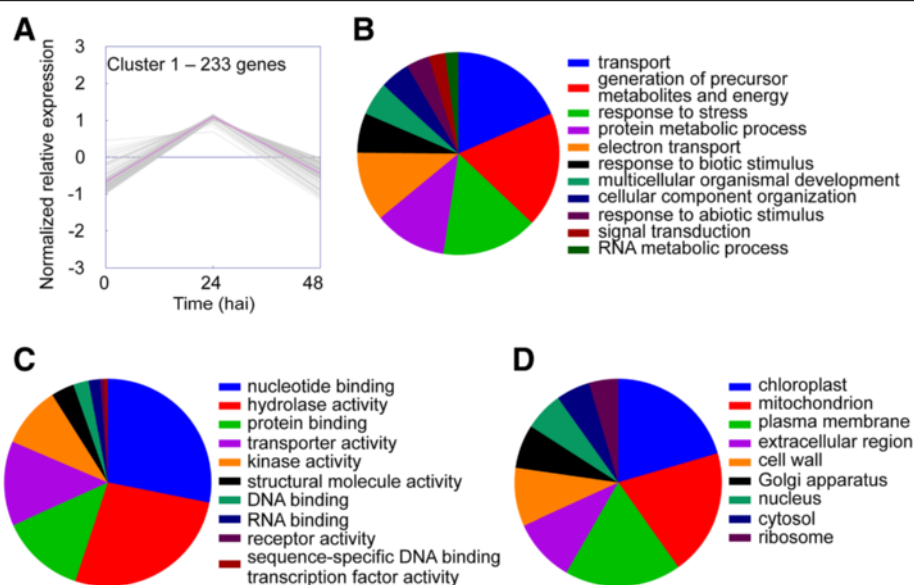 A
Normalized relative expression
3
2
1
0
-1
-2
-3
Cluster 1 – 233 genes
0
24
48
Time (hai)
B
transport
generation of precursor
metabolites and energy
response to stress
protein metabolic process
electron transport
response to biotic stimulus
multicellular organismal development
cellular component organization
response to abiotic stimulus
signal transduction
RNA metabolic process
C
nucleotide binding
hydrolase activity
protein binding
transporter activity
kinase activity
structural molecule activity
DNA binding
RNA binding
receptor activity
sequence-specific DNA binding
transcription factor activity
D
chloroplast
mitochondrion
plasma membrane
extracellular region
cell wall
Golgi apparatus
nucleus
cytosol
ribosome